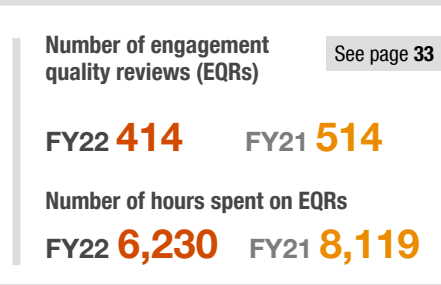 Number of engagement
quality reviews (EQRs)
See page 33
FY22 414 FY21 514
Number of hours spent on EQRs
FY22 6,230 FY21 8,119